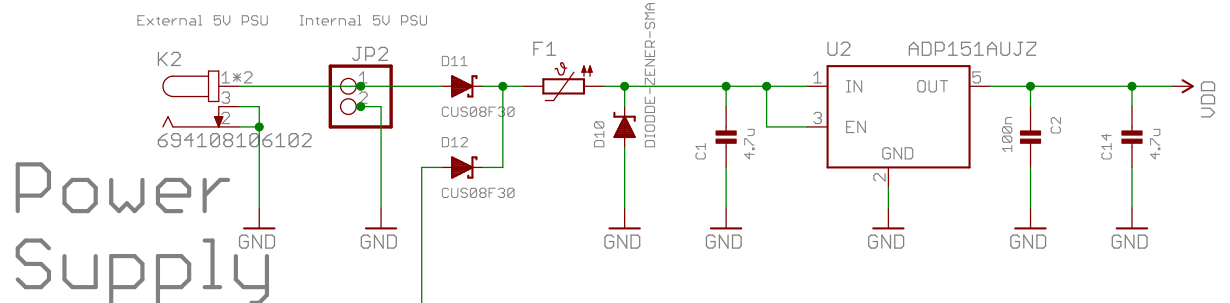 External 5V PSU
Internal 5V PSU
K2
1*2
3
2
694108106102
JP2
1
2
D11
CUS08F30
D12
CUS08F30
F1
ϑ
D10
DIODDE-ZENER-SMA
C1
4.7u
U2
ADP151AUJZ
1
IN
OUT
5
3
EN
GND
2
100n
C2
C14
4.7u
VDD
GND
GND
GND
GND
GND
GND
GND
Power
Supply